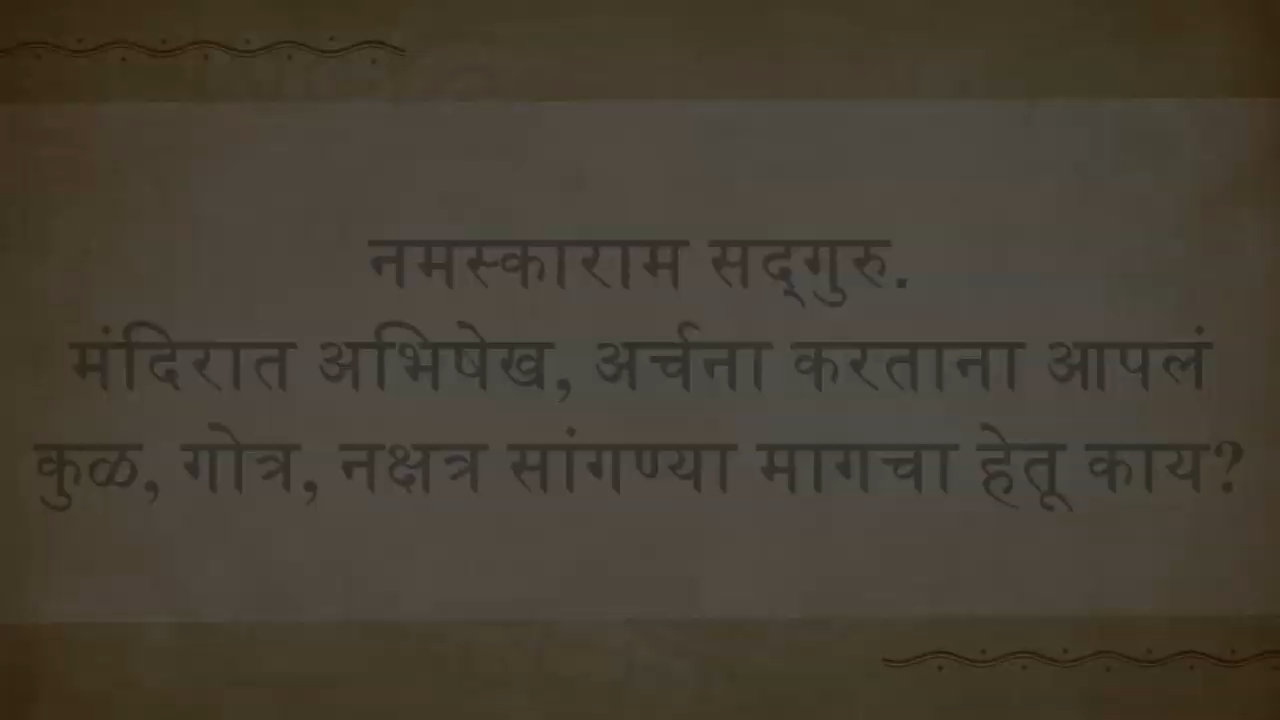 नमस्काराम सद्‌गुरु.
मंदिरात अभिषेख, अर्चना करताना आपलं
कुळ, गोत्र, नक्षत्र सांगण्या मागचा हेतू काय?